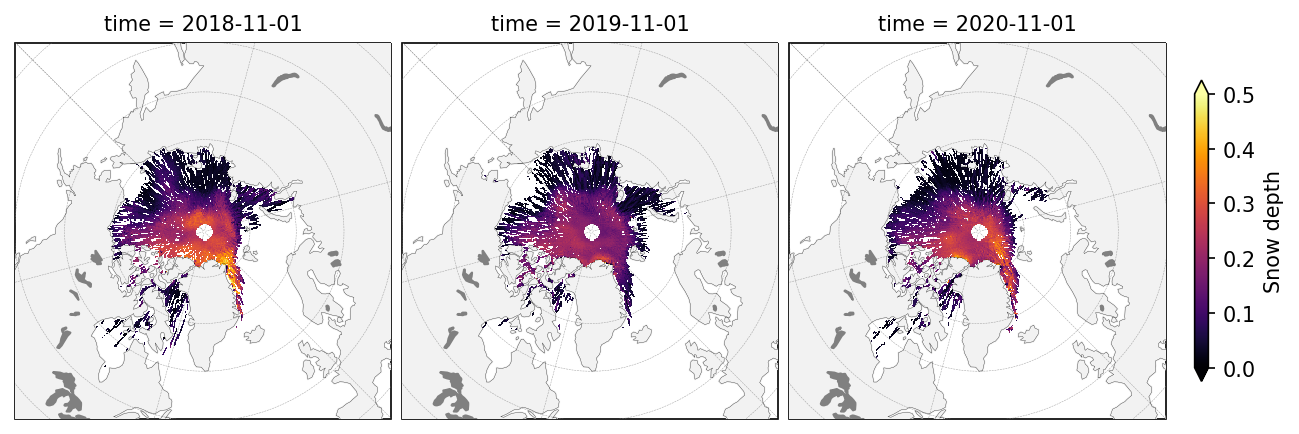 time = 2018-11-01
time = 2019-11-01
time = 2020-11-01
0.5
0.4
0.3
0.2
0.1
0.0
Snow depth